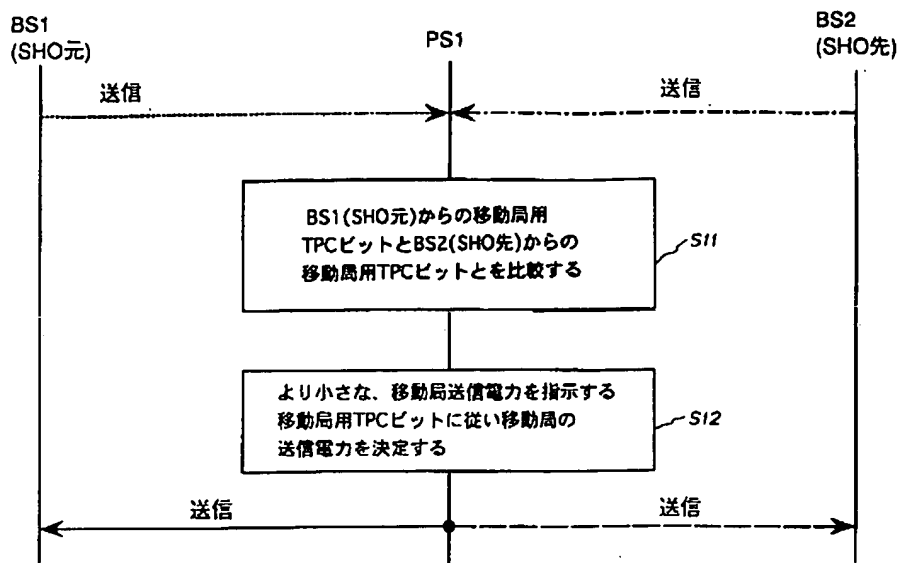 BS1
(SHO元)
PS1
BS2
(SHO先)
送信
送信
BS1(SHO元)からの移動局用
TPCビットとBS2(SHO先)からの
移動局用TPCビットとを比較する
S11
より小さな、移動局送信電力を指示する
移動局用TPCビットに従い移動局の
送信電力を決定する
S12
送信
送信